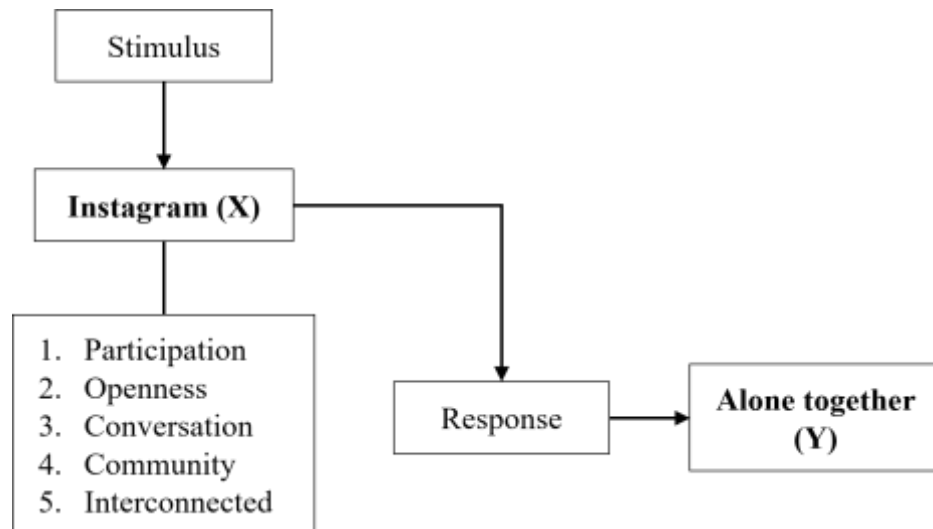 Stimulus
Instagram (X)
1. Participation
2. Openness
3. Conversation
4. Community
5. Interconnected
Response
Alone together
(Y)